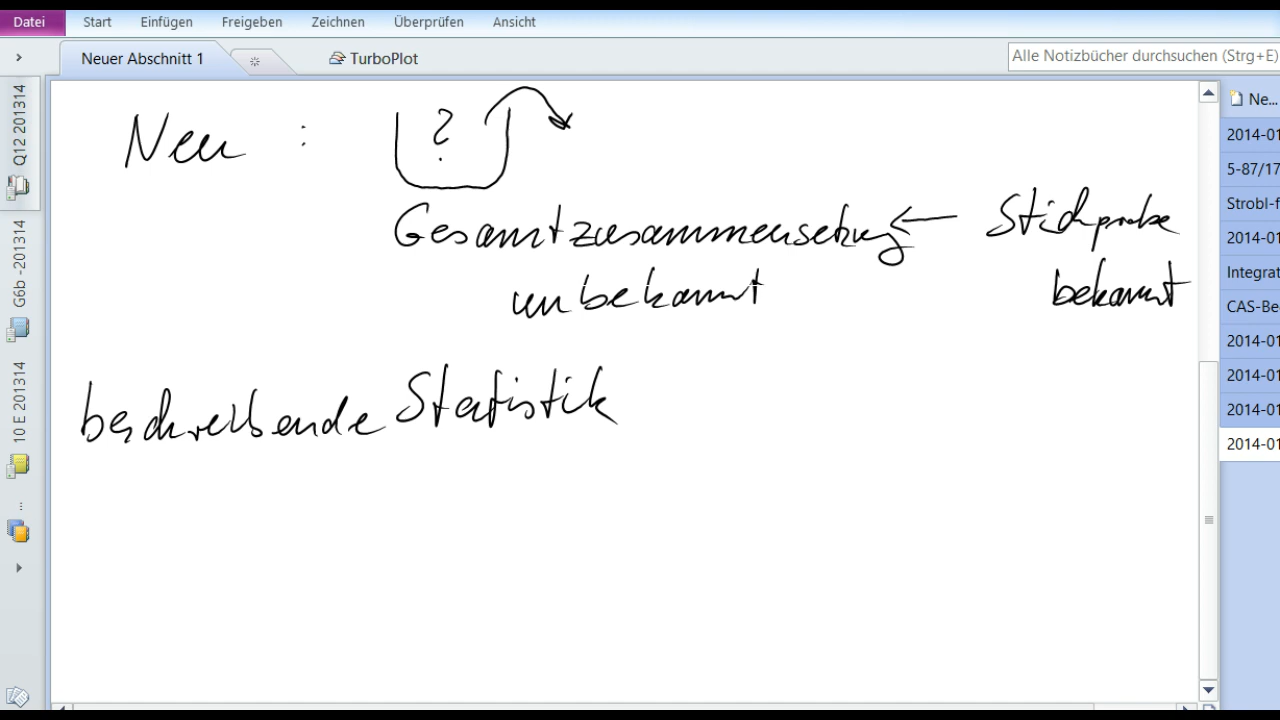 Datei Start Einfügen Freigeben Zeichnen Überprüfen Ansicht
Neuer Abschnitt 1 TurboPlot Alle Notizbücher durchsuchen (Strg+E)
Q12 201314
G6b -201314
10 E 201314
Neu : ?
Gesamtzusammensetzung ← Stichprobe
unbekannt bekannt
beschreibende Statistik
Ne...
2014-01
5-87/17
Strobl-f
2014-01
Integrat
CAS-Be
2014-01
2014-01
2014-01
2014-01